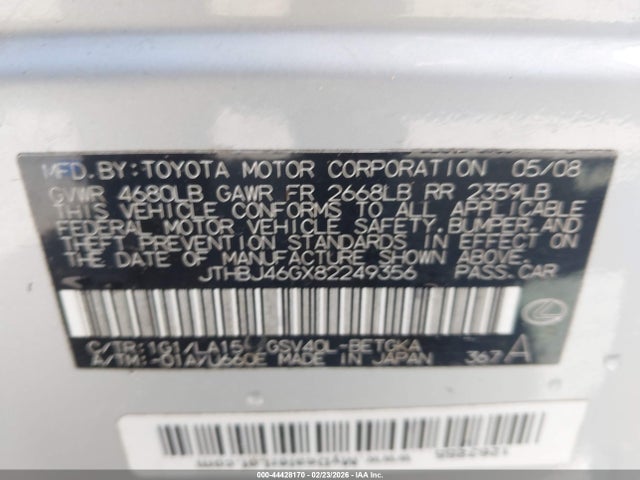 MFD. BY: TOYOTA MOTOR CORPORATION 05/08
GVWR 4680LB GAWR FR 2668LB RR 2359LB
THIS VEHICLE CONFORMS TO ALL APPLICABLE
FEDERAL MOTOR VEHICLE SAFETY, BUMPER, AND
THEFT PREVENTION STANDARDS IN EFFECT ON
THE DATE OF MANUFACTURE SHOWN ABOVE.
JTHBJ46GX82249356 PASS. CAR
C/TR: 1G1/LA15 GSV40L-BETGKA
A/TM: -01A/U660E MADE IN JAPAN 367 A
000-44428170 | 02/23/2026 | Copyright IAA, LLC